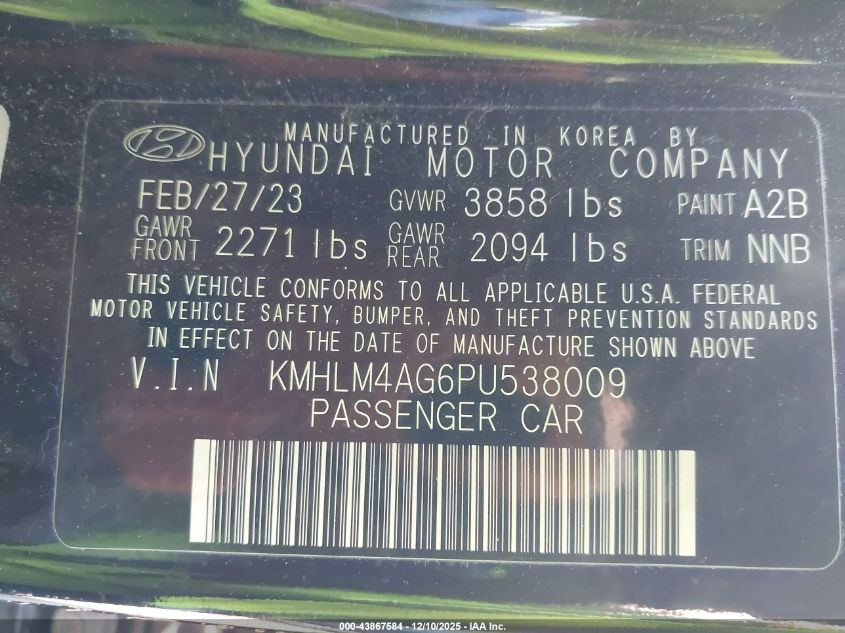 MANUFACTURED IN KOREA BY
HYUNDAI MOTOR COMPANY
FEB/27/23 GVWR 3858 lbs PAINT A2B
GAWR FRONT 2271 lbs GAWR REAR 2094 lbs TRIM NNB
THIS VEHICLE CONFORMS TO ALL APPLICABLE U.S.A. FEDERAL
MOTOR VEHICLE SAFETY, BUMPER, AND THEFT PREVENTION STANDARDS
IN EFFECT ON THE DATE OF MANUFACTURE SHOWN ABOVE
V.I.N KMHLM4AG6PU538009
PASSENGER CAR
000-43867584 - 12/10/2025 - IAA Inc.